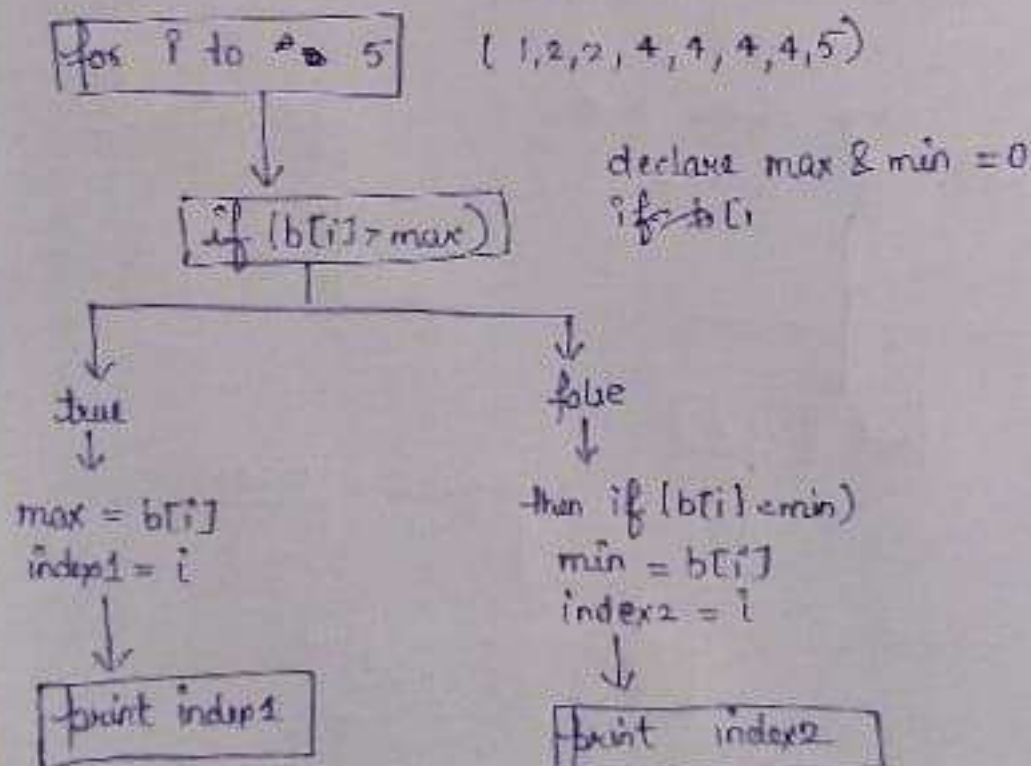 for i to 5
( 1,2,2,4,4,4,4,5 )
declare max & min = 0
if b[i
if (b[i] > max)
true
false
max = b[i]
index1 = i
then if (b[i] < min)
min = b[i]
index2 = i
print index1
print index2